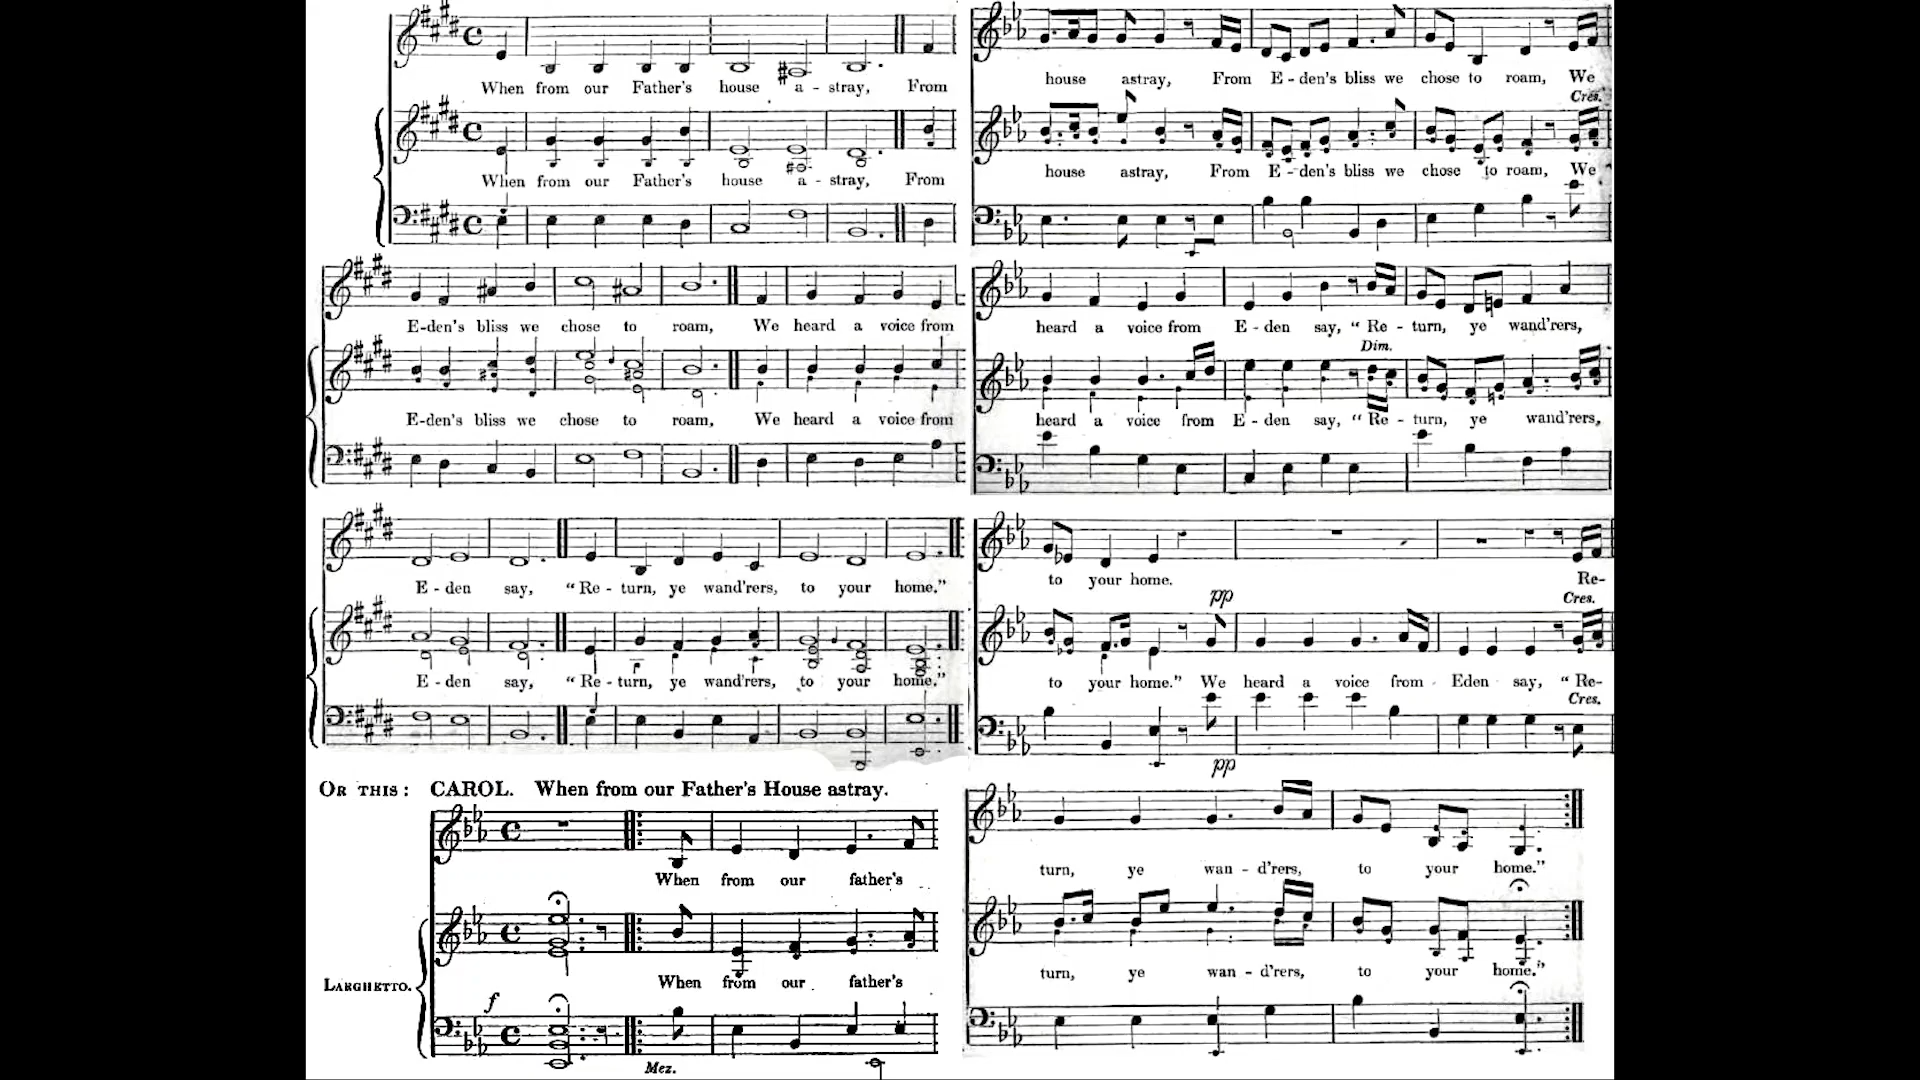 When from our Father's house a - stray, From
When from our Father's house a - stray, From
E-den's bliss we chose to roam, We heard a voice from
E-den's bliss we chose to roam, We heard a voice from
E - den say, "Re - turn, ye wand'rers, to your home."
E - den say, "Re - turn, ye wand'rers, to your home."
OR THIS: CAROL. When from our Father's House astray.
When from our father's
When from our father's
LARGHETTO.
f
Mez.
house astray, From E - den's bliss we chose to roam, We
Cres.
house astray, From E - den's bliss we chose to roam, We
heard a voice from E - den say, "Re - turn, ye wand'rers,
Dim.
heard a voice from E - den say, "Re - turn, ye wand'rers,
to your home. Re-
pp Cres.
to your home." We heard a voice from Eden say, "Re-
Cres.
pp
turn, ye wan - d'rers, to your home."
turn, ye wan - d'rers, to your home."